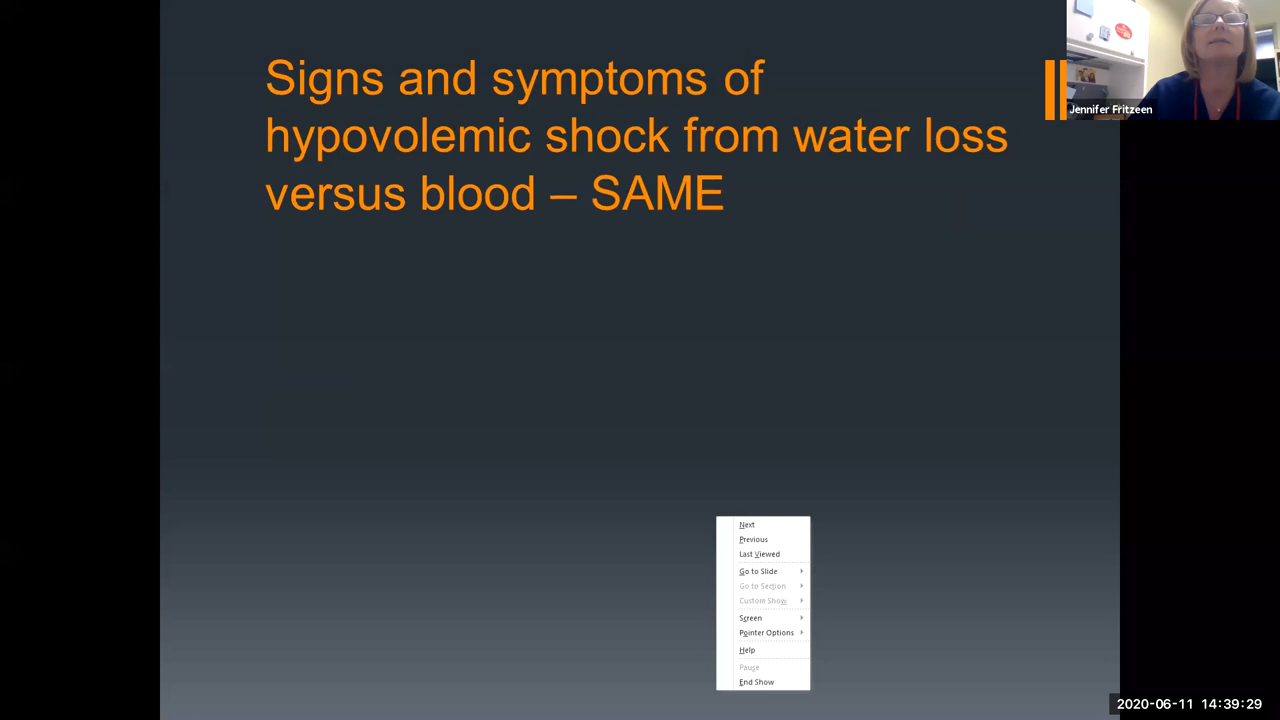 Signs and symptoms of
hypovolemic shock from water loss
versus blood – SAME
Jennifer Fritzeen
Next
Previous
Last Viewed
Go to Slide
Go to Section
Custom Show
Screen
Pointer Options
Help
Pause
End Show
2020-06-11 14:39:29